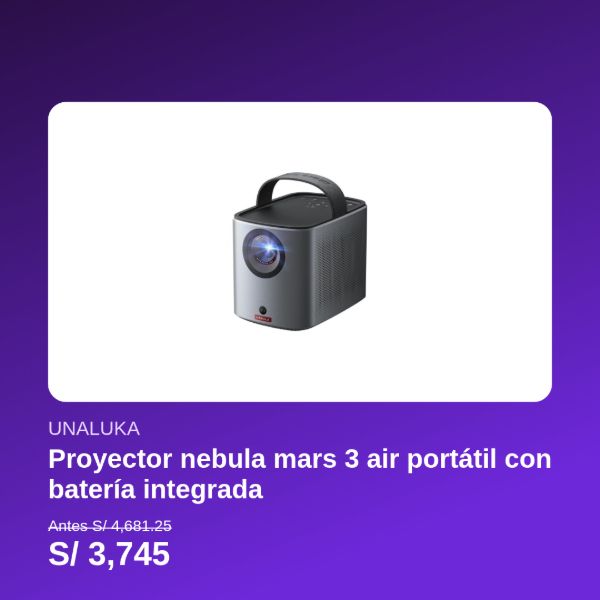 UNALUKA
Proyector nebula mars 3 air portátil con
batería integrada
Antes S/ 4,681.25
S/ 3,745